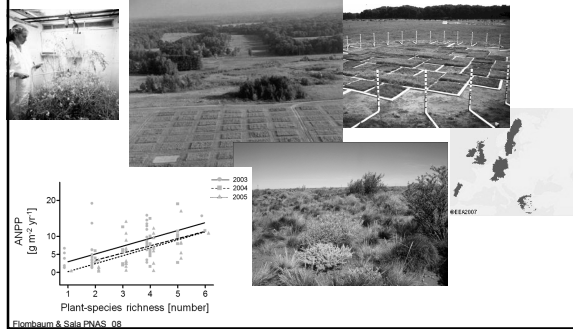 ©EEA2007
2003
2004
2005
ANPP
[g m-2 yr-1]
20
10
5
0
1 2 3 4 5 6
Plant-species richness [number]
Flombaum & Sala PNAS 08